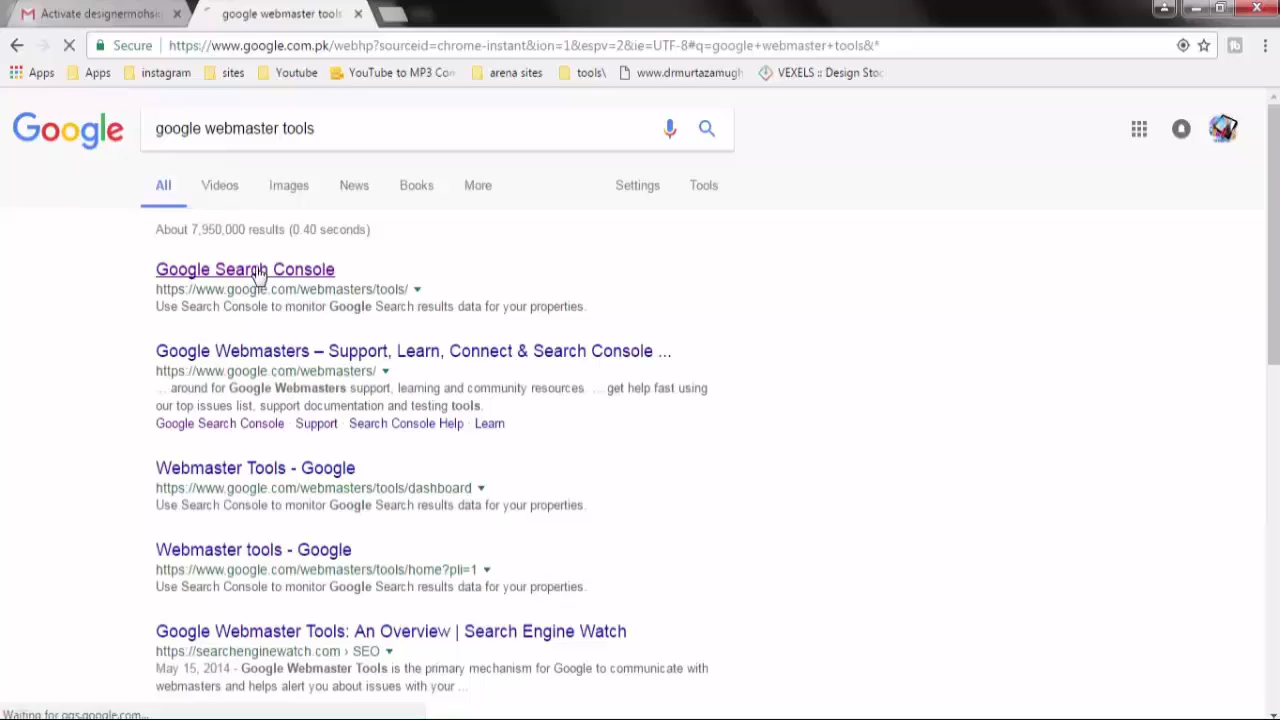 Activate designermohsi
google webmaster tools
Secure https://www.google.com.pk/webhp?sourceid=chrome-instant&ion=1&espv=2&ie=UTF-8#q=google+webmaster+tools&*
Apps Apps instagram sites Youtube YouTube to MP3 Con arena sites tools\ www.drmurtazamugh VEXELS :: Design Stoc
Google google webmaster tools
All Videos Images News Books More Settings Tools
About 7,950,000 results (0.40 seconds)
Google Search Console
https://www.google.com/webmasters/tools/
Use Search Console to monitor Google Search results data for your properties.
Google Webmasters – Support, Learn, Connect & Search Console ...
https://www.google.com/webmasters/
... around for Google Webmasters support, learning and community resources. ... get help fast using
our top issues list, support documentation and testing tools.
Google Search Console · Support · Search Console Help · Learn
Webmaster Tools - Google
https://www.google.com/webmasters/tools/dashboard
Use Search Console to monitor Google Search results data for your properties.
Webmaster tools - Google
https://www.google.com/webmasters/tools/home?pli=1
Use Search Console to monitor Google Search results data for your properties.
Google Webmaster Tools: An Overview | Search Engine Watch
https://searchenginewatch.com › SEO
May 15, 2014 - Google Webmaster Tools is the primary mechanism for Google to communicate with
webmasters and helps alert you about issues with your ...
Waiting for ogs.google.com...